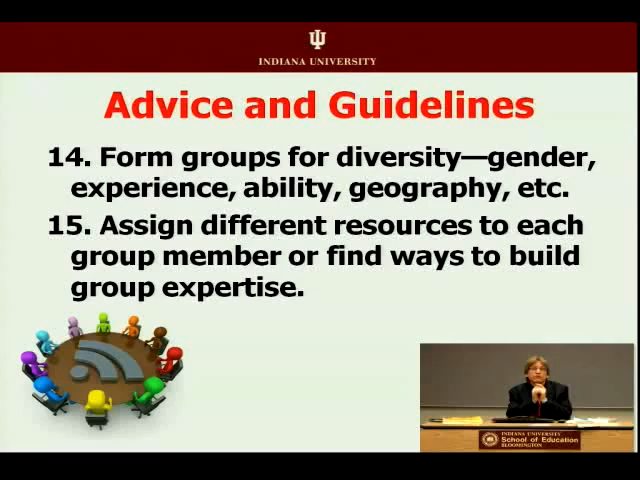 INDIANA UNIVERSITY
Advice and Guidelines
14. Form groups for diversity—gender,
experience, ability, geography, etc.
15. Assign different resources to each
group member or find ways to build
group expertise.
INDIANA UNIVERSITY
School of Education
BLOOMINGTON